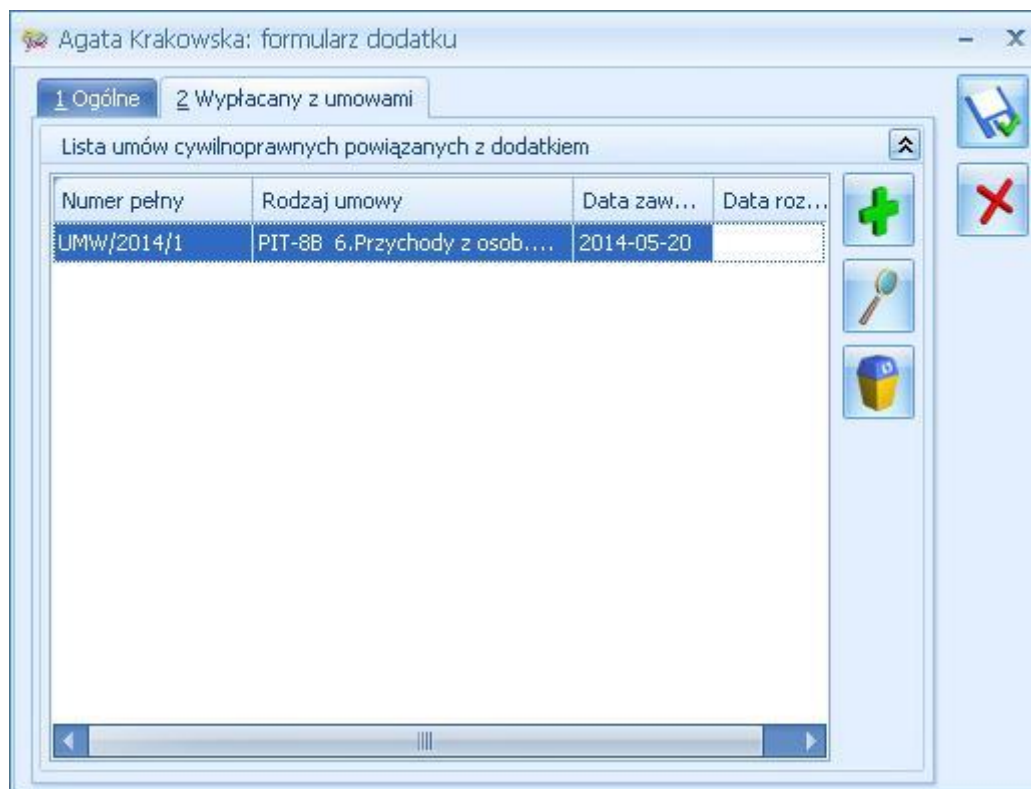 Agata Krakowska: formularz dodatku
1 Ogólne 2 Wypłacany z umowami
Lista umów cywilnoprawnych powiązanych z dodatkiem
Numer pełny Rodzaj umowy Data zaw... Data roz...
UMW/2014/1 PIT-8B 6.Przychody z osob.... 2014-05-20